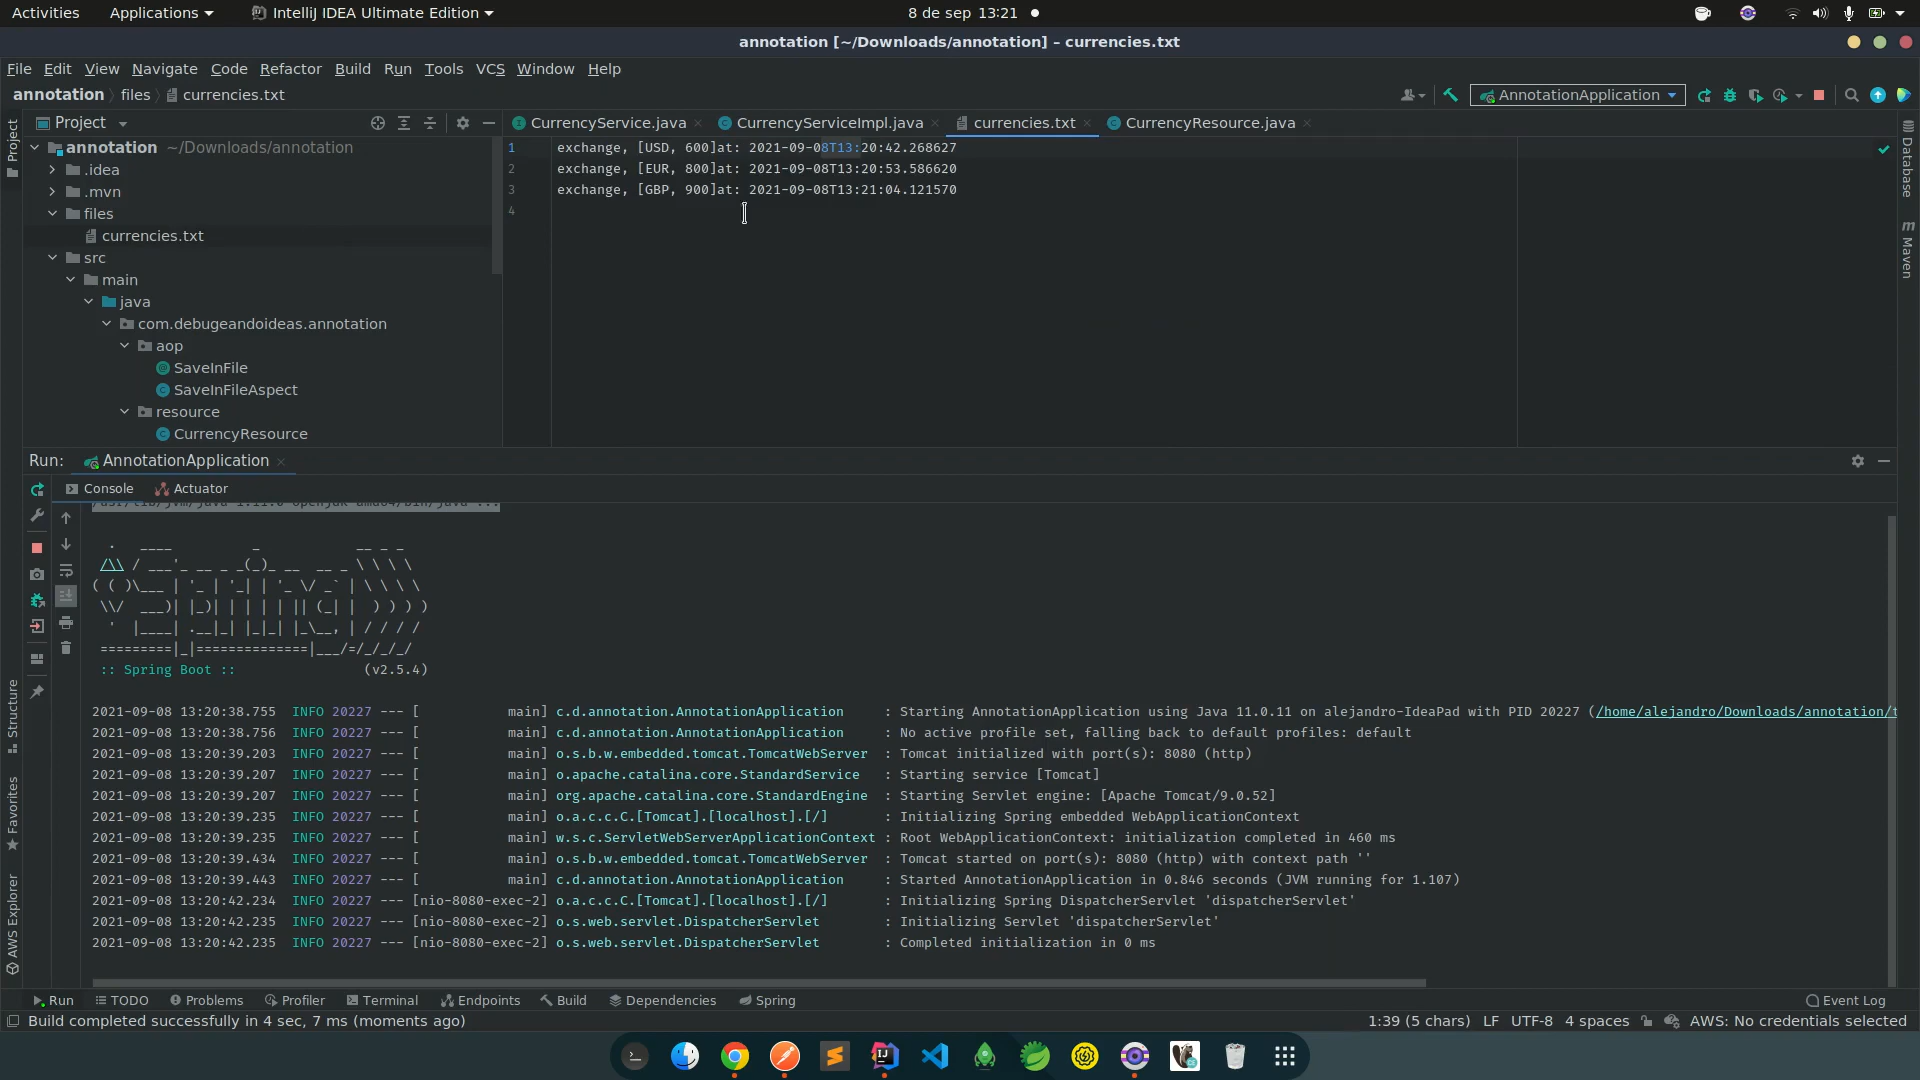 Activities Applications IntelliJ IDEA Ultimate Edition 8 de sep 13:21
annotation [~/Downloads/annotation] – currencies.txt
File Edit View Navigate Code Refactor Build Run Tools VCS Window Help
annotation files currencies.txt AnnotationApplication
Project CurrencyService.java CurrencyServiceImpl.java currencies.txt CurrencyResource.java
annotation ~/Downloads/annotation
.idea
.mvn
files
currencies.txt
src
main
java
com.debugeandoideas.annotation
aop
SaveInFile
SaveInFileAspect
resource
CurrencyResource
1 exchange, [USD, 600]at: 2021-09-08T13:20:42.268627
2 exchange, [EUR, 800]at: 2021-09-08T13:20:53.586620
3 exchange, [GBP, 900]at: 2021-09-08T13:21:04.121570
4
Project
Structure
Favorites
AWS Explorer
Database
Maven
Run: AnnotationApplication
Console Actuator
:: Spring Boot :: (v2.5.4)
2021-09-08 13:20:38.755 INFO 20227 --- [ main] c.d.annotation.AnnotationApplication : Starting AnnotationApplication using Java 11.0.11 on alejandro-IdeaPad with PID 20227 (/home/alejandro/Downloads/annotation/t
2021-09-08 13:20:38.756 INFO 20227 --- [ main] c.d.annotation.AnnotationApplication : No active profile set, falling back to default profiles: default
2021-09-08 13:20:39.203 INFO 20227 --- [ main] o.s.b.w.embedded.tomcat.TomcatWebServer : Tomcat initialized with port(s): 8080 (http)
2021-09-08 13:20:39.207 INFO 20227 --- [ main] o.apache.catalina.core.StandardService : Starting service [Tomcat]
2021-09-08 13:20:39.207 INFO 20227 --- [ main] org.apache.catalina.core.StandardEngine : Starting Servlet engine: [Apache Tomcat/9.0.52]
2021-09-08 13:20:39.235 INFO 20227 --- [ main] o.a.c.c.C.[Tomcat].[localhost].[/] : Initializing Spring embedded WebApplicationContext
2021-09-08 13:20:39.235 INFO 20227 --- [ main] w.s.c.ServletWebServerApplicationContext : Root WebApplicationContext: initialization completed in 460 ms
2021-09-08 13:20:39.434 INFO 20227 --- [ main] o.s.b.w.embedded.tomcat.TomcatWebServer : Tomcat started on port(s): 8080 (http) with context path ''
2021-09-08 13:20:39.443 INFO 20227 --- [ main] c.d.annotation.AnnotationApplication : Started AnnotationApplication in 0.846 seconds (JVM running for 1.107)
2021-09-08 13:20:42.234 INFO 20227 --- [nio-8080-exec-2] o.a.c.c.C.[Tomcat].[localhost].[/] : Initializing Spring DispatcherServlet 'dispatcherServlet'
2021-09-08 13:20:42.235 INFO 20227 --- [nio-8080-exec-2] o.s.web.servlet.DispatcherServlet : Initializing Servlet 'dispatcherServlet'
2021-09-08 13:20:42.235 INFO 20227 --- [nio-8080-exec-2] o.s.web.servlet.DispatcherServlet : Completed initialization in 0 ms
Run TODO Problems Profiler Terminal Endpoints Build Dependencies Spring Event Log
Build completed successfully in 4 sec, 7 ms (moments ago) 1:39 (5 chars) LF UTF-8 4 spaces AWS: No credentials selected